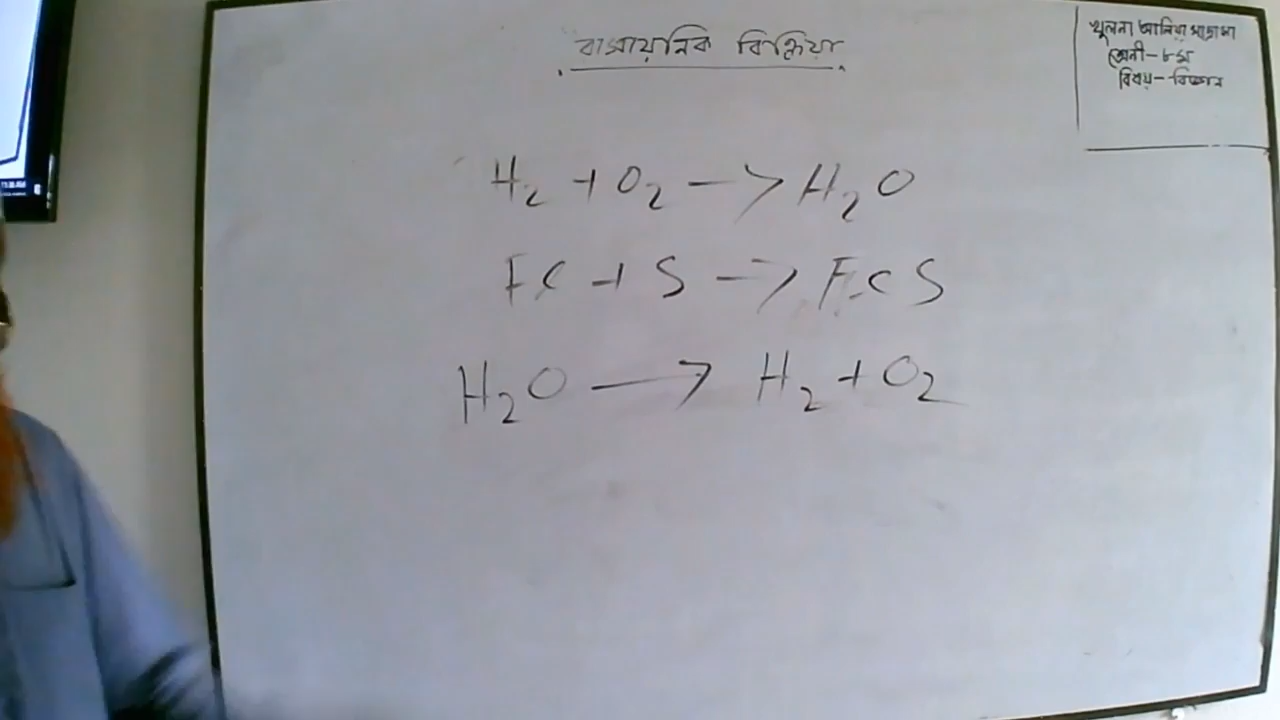 রাসায়নিক বিক্রিয়া
খুলনা আলিয়া মাদ্রাসা
শ্রেনী-৮ম
বিষয়-বিজ্ঞান
H₂ + O₂ → H₂O
Fe + S → FeS
H₂O → H₂ + O₂